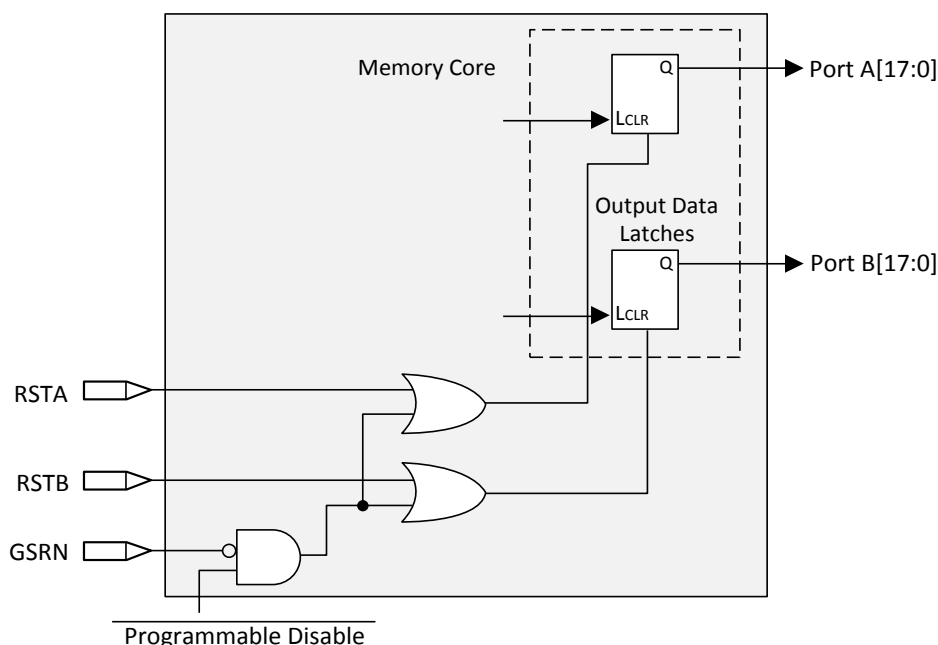 Memory Core
Q
Port A[17:0]
LCLR
Output Data
Latches
Q
Port B[17:0]
LCLR
RSTA
RSTB
GSRN
Programmable Disable